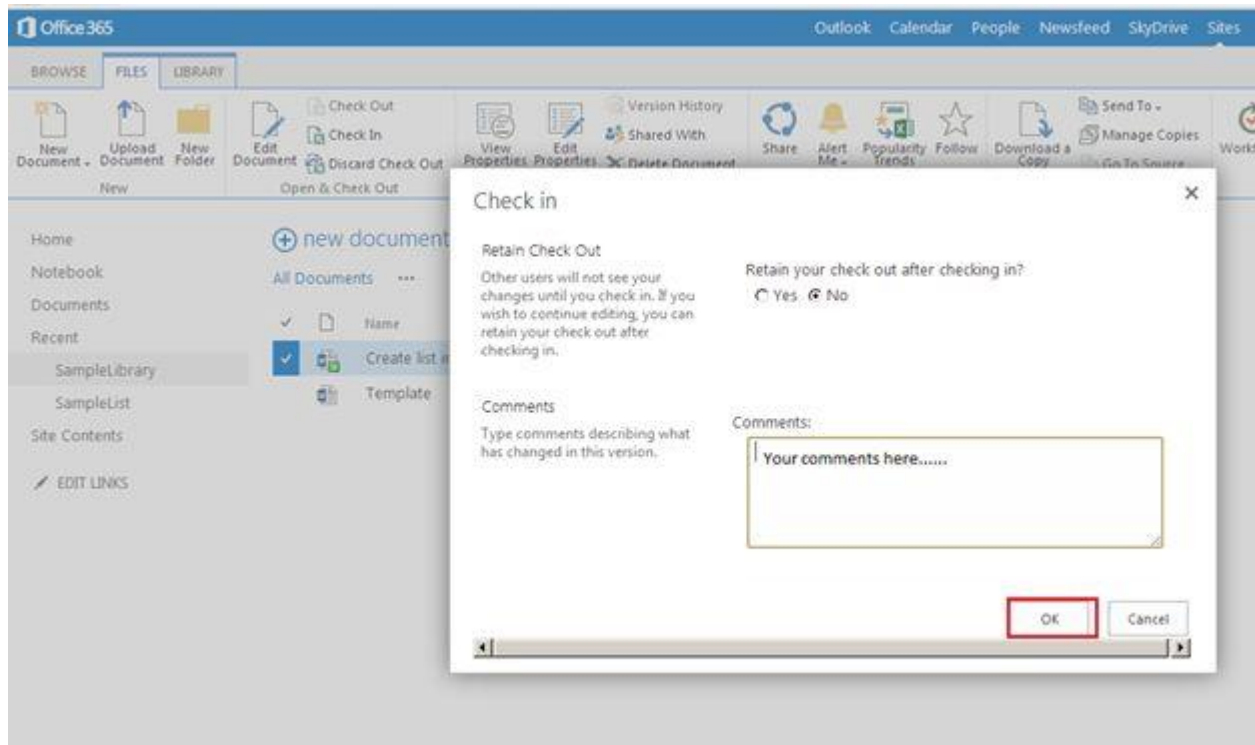 Office 365
Outlook Calendar People Newsfeed SkyDrive Sites
BROWSE FILES LIBRARY
New Document
Upload Document
New Folder
New
Edit Document
Check Out
Check In
Discard Check Out
Open & Check Out
View Properties
Edit Properties
Version History
Shared With
Delete Document
Share
Alert Me
Popularity Trends
Follow
Download a Copy
Send To
Manage Copies
Go To Source
Home
Notebook
Documents
Recent
SampleLibrary
SampleList
Site Contents
EDIT LINKS
new document
All Documents ...
Name
Create list
Template
Check in
Retain Check Out
Other users will not see your
changes until you check in. If you
wish to continue editing, you can
retain your check out after
checking in.
Retain your check out after checking in?
Yes No
Comments
Type comments describing what
has changed in this version.
Comments:
Your comments here......
OK Cancel